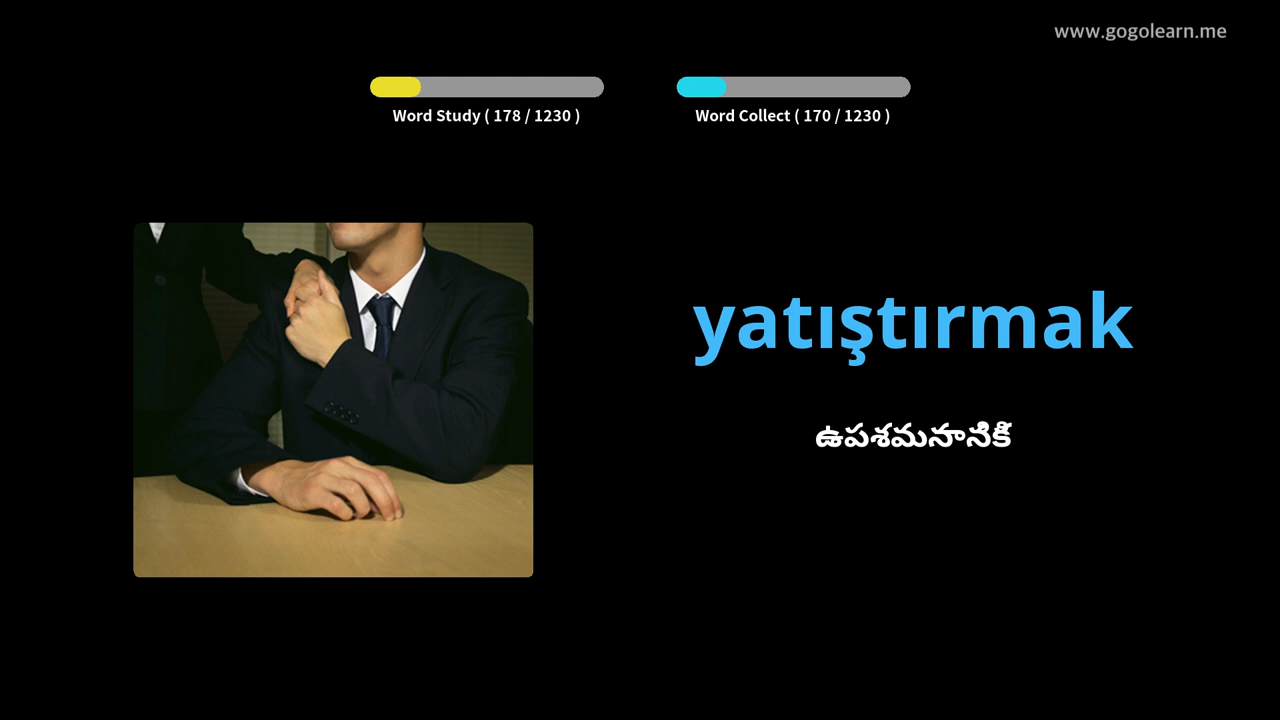 www.gogolearn.me
Word Study ( 178 / 1230 )
Word Collect ( 170 / 1230 )
yatıştırmak
ఉపశమనానికి